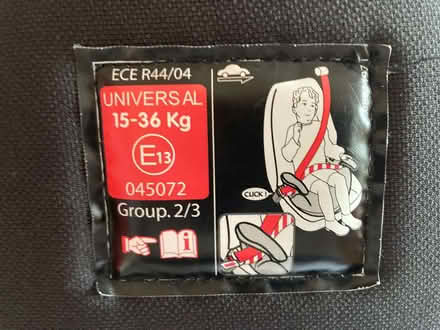 ECE R44/04
UNIVERSAL
15-36 Kg
E13
045072
Group. 2/3
CLICK !
i